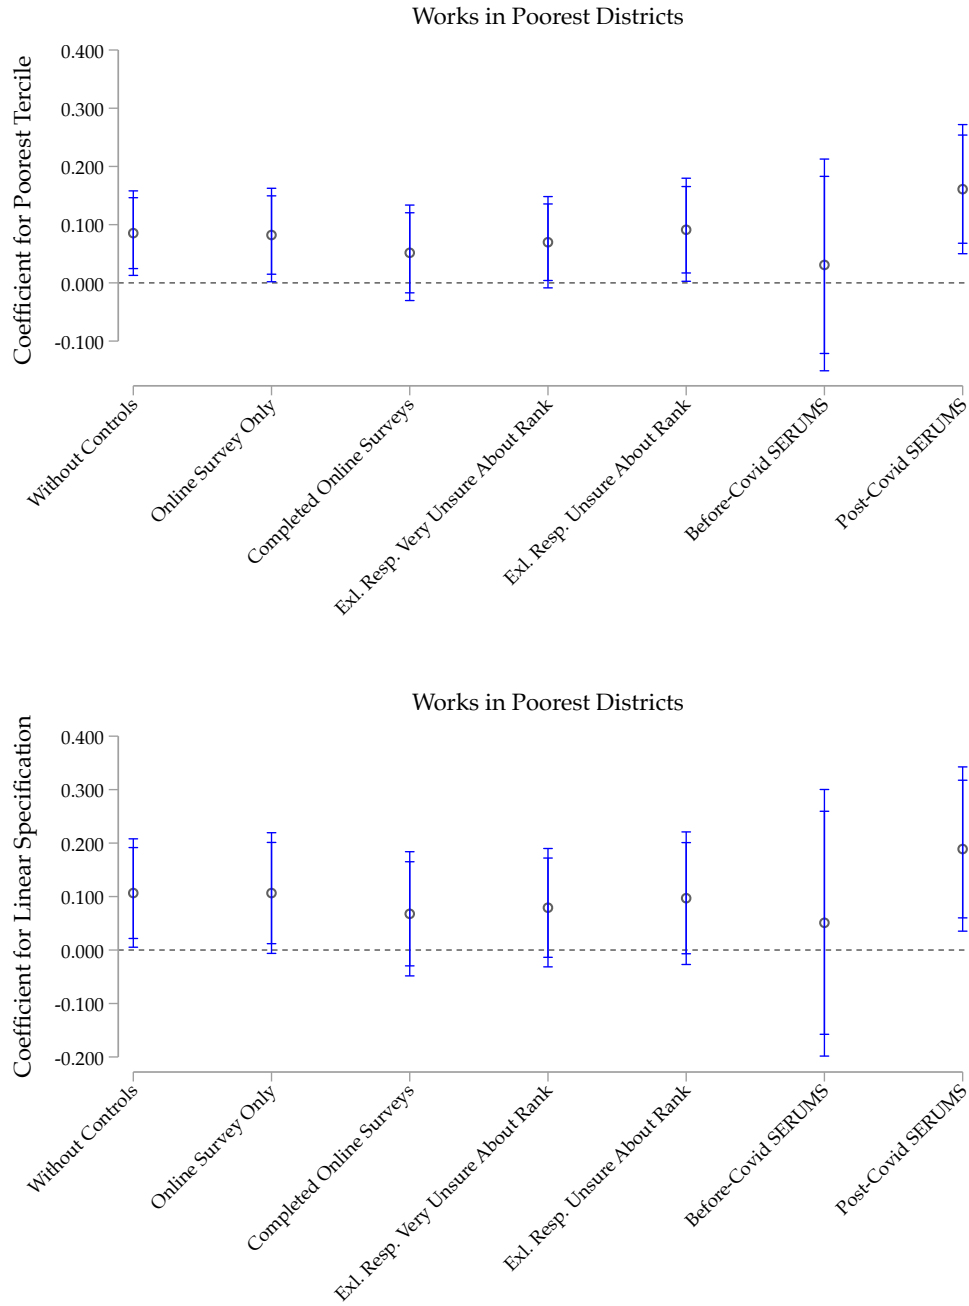 Works in Poorest Districts
Coefficient for Poorest Tercile
0.400
0.300
0.200
0.100
0.000
-0.100
Without Controls
Online Survey Only
Completed Online Surveys
Exl. Resp. Very Unsure About Rank
Exl. Resp. Unsure About Rank
Before-Covid SERUMS
Post-Covid SERUMS
Works in Poorest Districts
Coefficient for Linear Specification
0.400
0.300
0.200
0.100
0.000
-0.100
-0.200
Without Controls
Online Survey Only
Completed Online Surveys
Exl. Resp. Very Unsure About Rank
Exl. Resp. Unsure About Rank
Before-Covid SERUMS
Post-Covid SERUMS